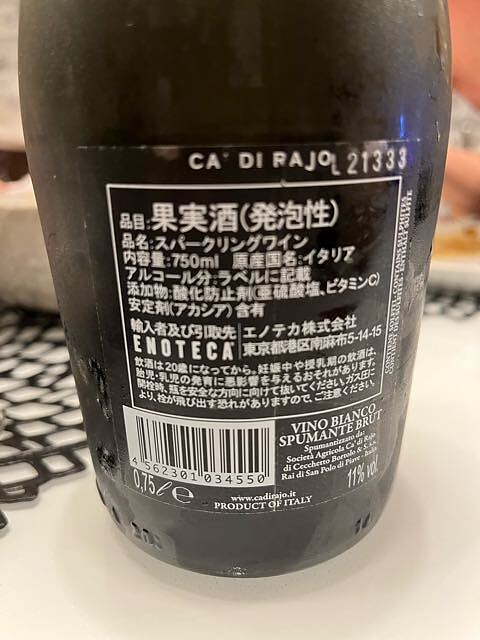 CA' DI RAJO
L 21333
品目:果実酒(発泡性)
品名:スパークリングワイン
内容量:750ml 原産国名:イタリア
アルコール分:ラベルに記載
添加物:酸化防止剤(亜硫酸塩、ビタミンC)
安定剤(アカシア)含有
輸入者及び引取先 エノテカ株式会社
ENOTECA 東京都港区南麻布5-14-15
飲酒は20歳になってから。妊娠中や授乳期の飲酒は、
胎児・乳児の発育に悪影響を与えるおそれがあります。
開栓時、瓶を安全な方向に向けて抜いてください。ガス圧に
より、栓が飛び出す恐れがありますので、ご注意ください。
4 562301 034550
0,75 l e
VINO BIANCO
SPUMANTE BRUT
Spumantizzato da:
Società Agricola Ca' di Rajo
di Cecchetto Bortolo & S. s.s.
Rai di San Polo di Piave - Italia
11% vol
www.cadirajo.it
PRODUCT OF ITALY